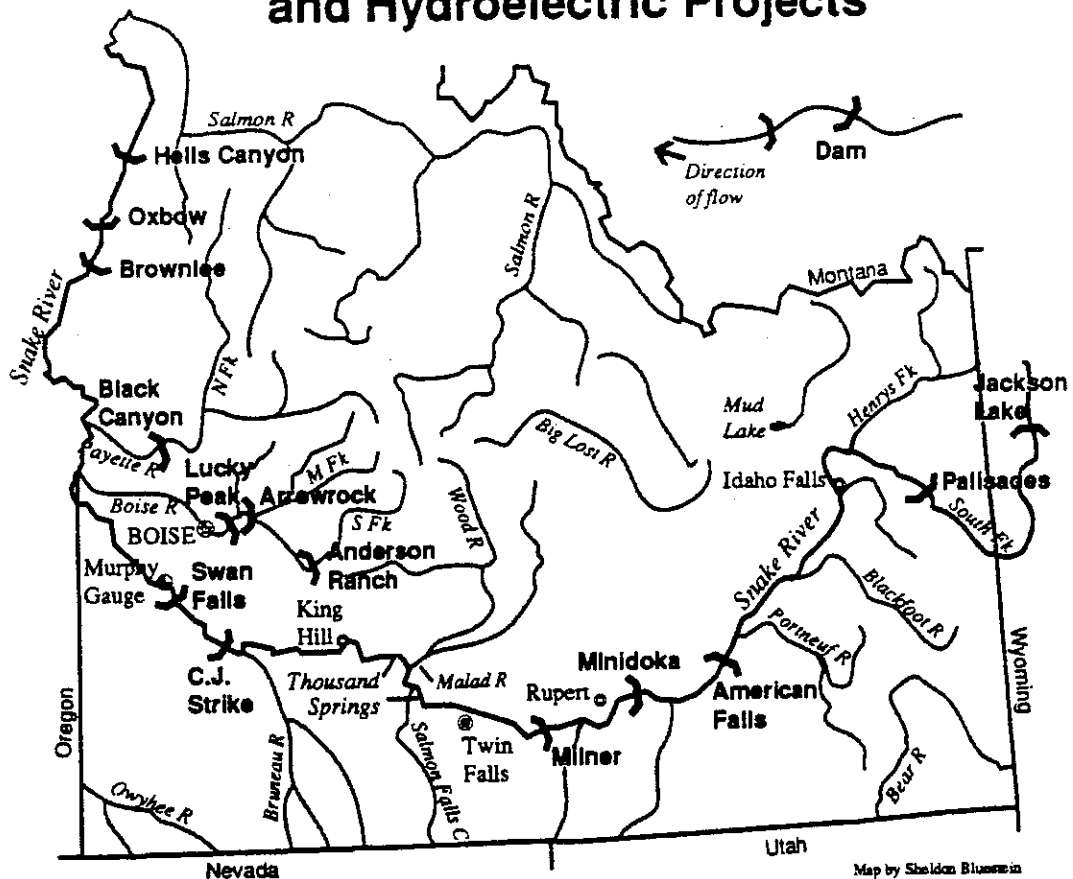 and Hydroelectric Projects
Salmon R
Hells Canyon
Dam
Direction
of flow
Oxbow
Salmon R
Brownlee
Montana
Snake River
N Fk
Black
Canyon
Henrys Fk
Jackson
Lake
Mud
Lake
Payette R
Big Lost R
Lucky
Peak
M Fk
Arrowrock
Idaho Falls
Palisades
Boise R
BOISE
S Fk
Wood R
South Fk
Anderson
Ranch
Murphy
Gauge
Swan
Falls
Snake River
Blackfoot R
King
Hill
Portneuf R
Wyoming
C.J.
Strike
Thousand
Springs
Malad R
Minidoka
Rupert
American
Falls
Oregon
Twin
Falls
Milner
Salmon Falls C
Bruneau R
Owyhee R
Bear R
Nevada
Utah
Map by Sheldon Bluestein